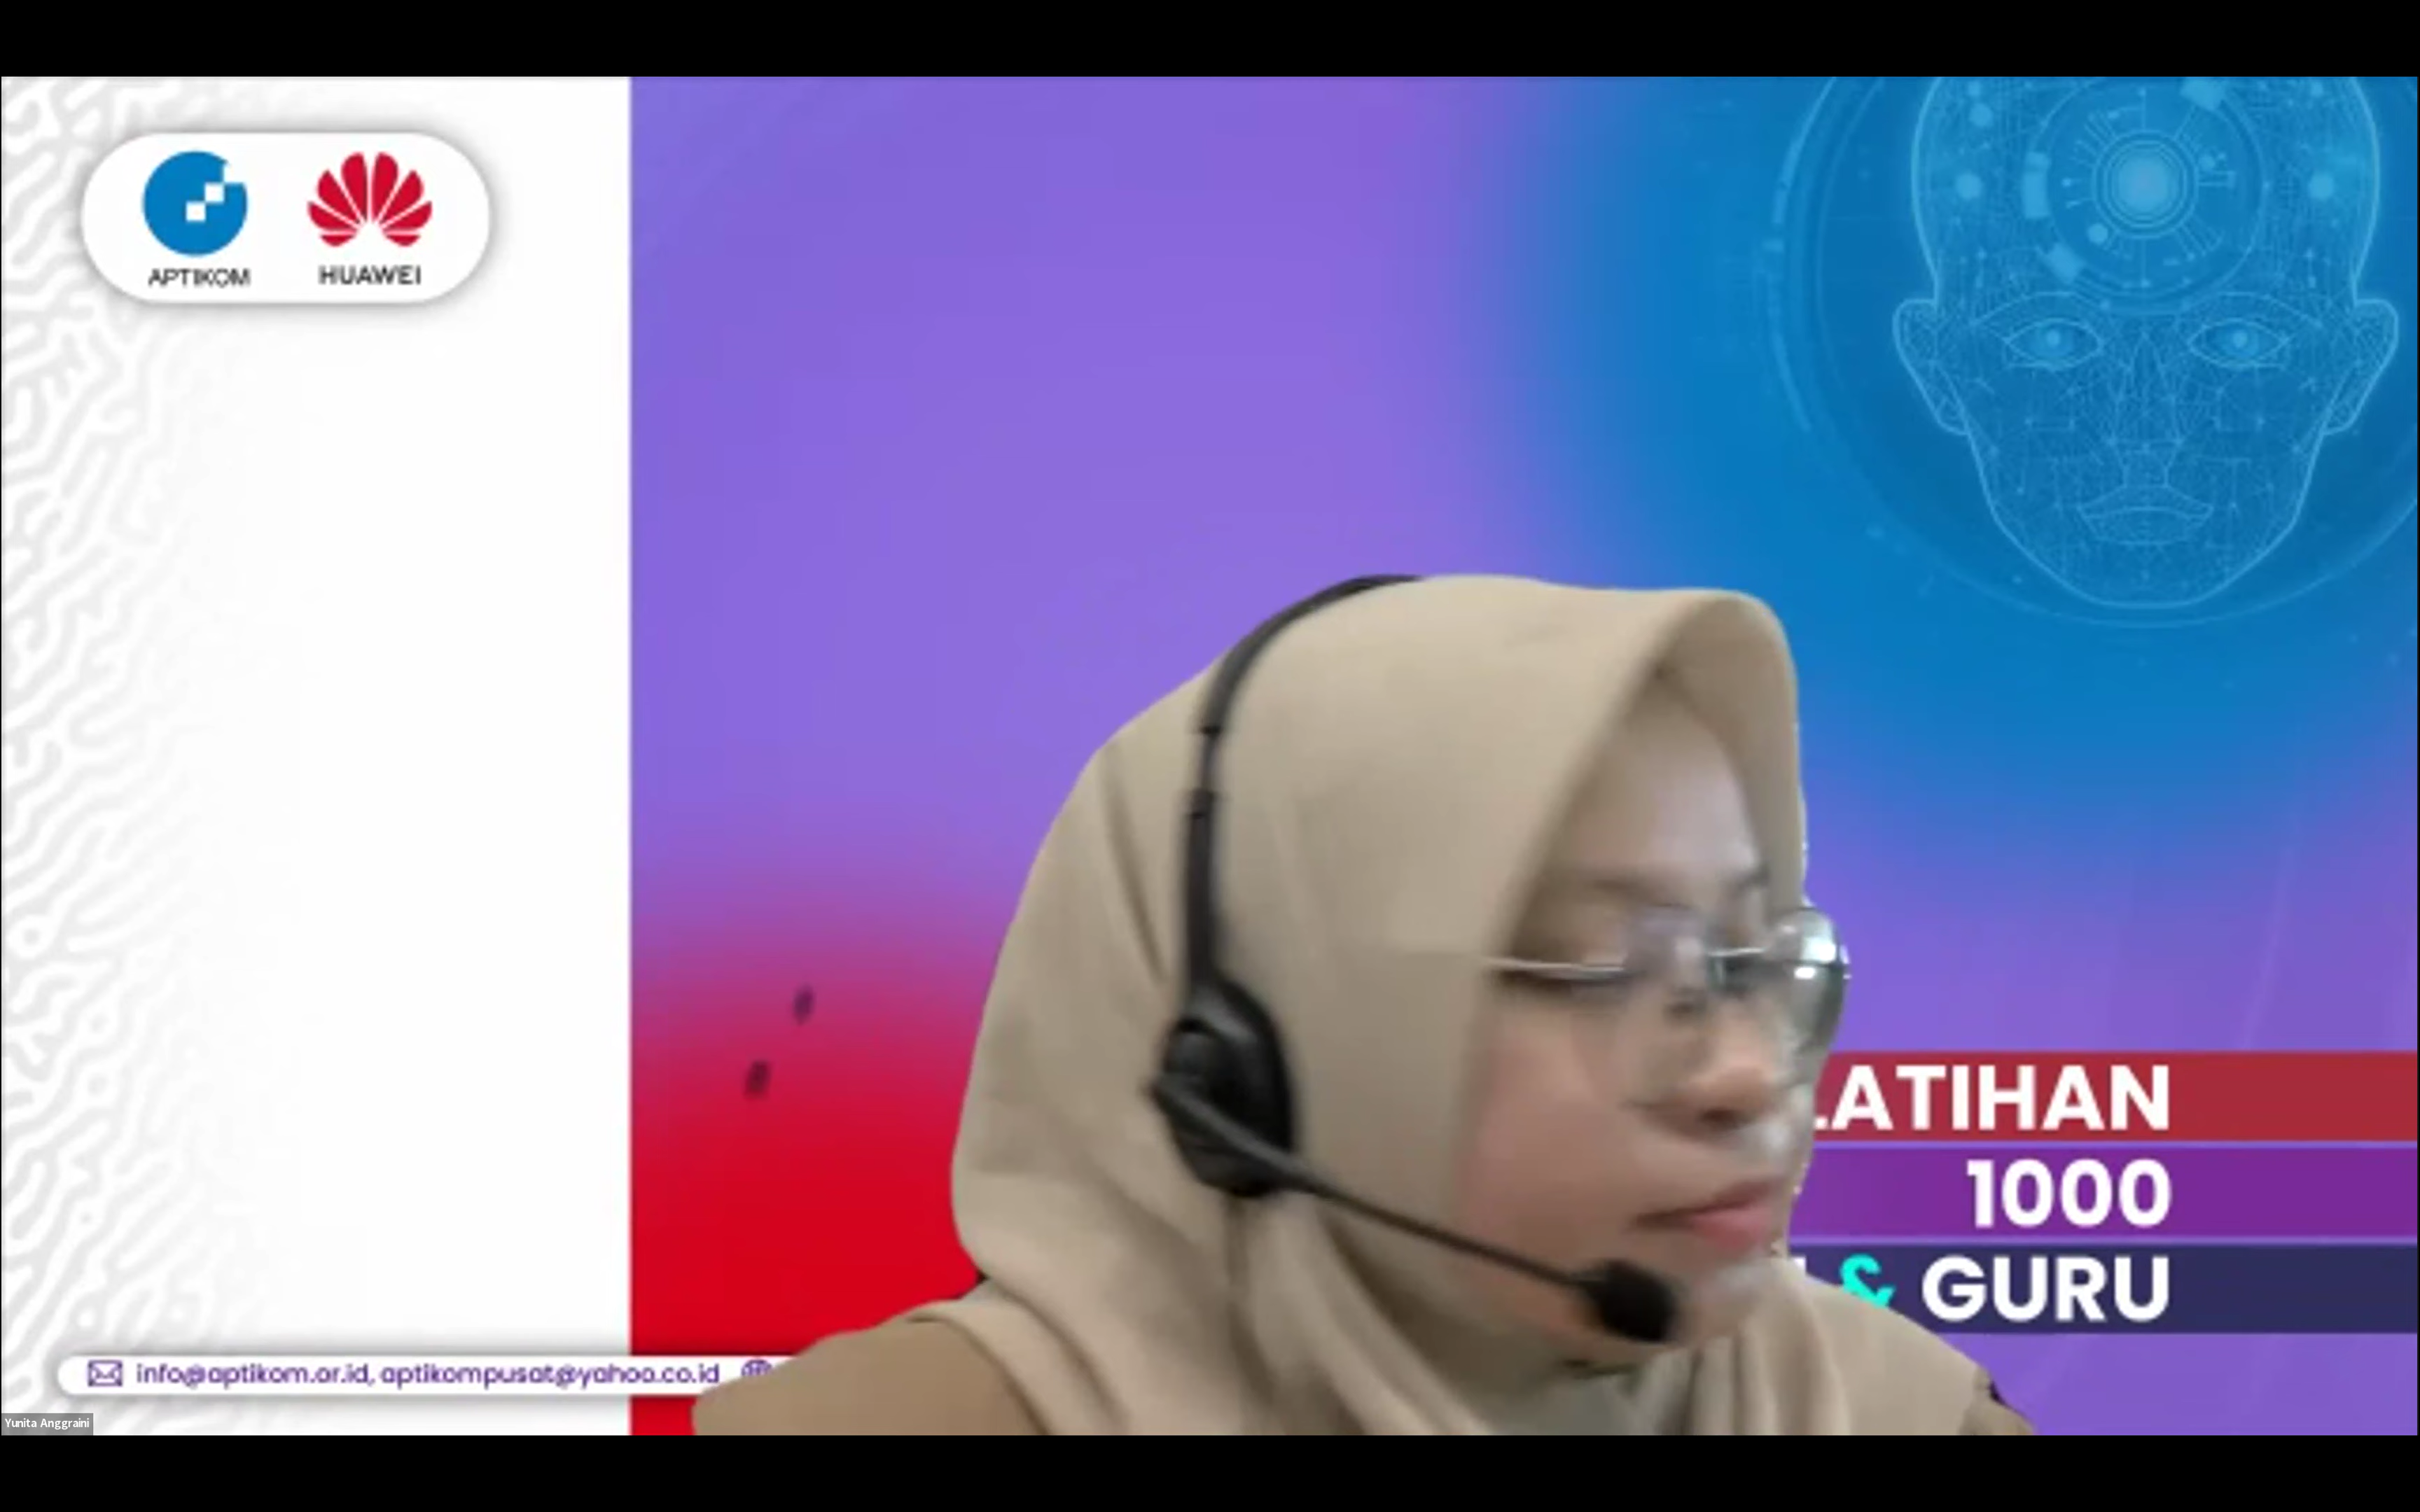 APTIKOM
HUAWEI
LATIHAN
1000
& GURU
info@aptikom.or.id, aptikompusat@yahoo.co.id
Yunita Anggraini